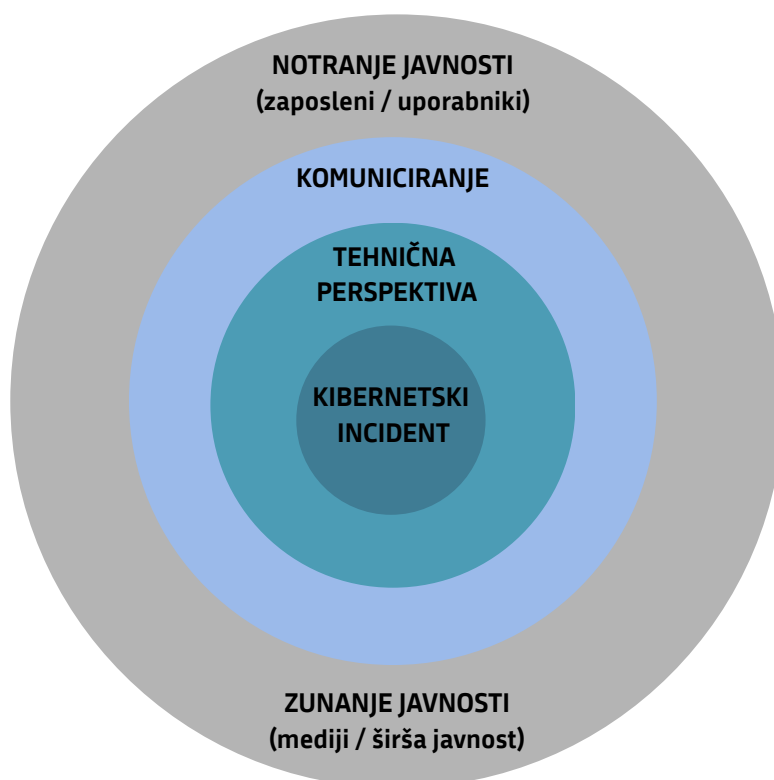 NOTRANJE JAVNOSTI
(zaposleni / uporabniki)
KOMUNICIRANJE
TEHNIČNA
PERSPEKTIVA
KIBERNETSKI
INCIDENT
ZUNANJE JAVNOSTI
(mediji / širša javnost)